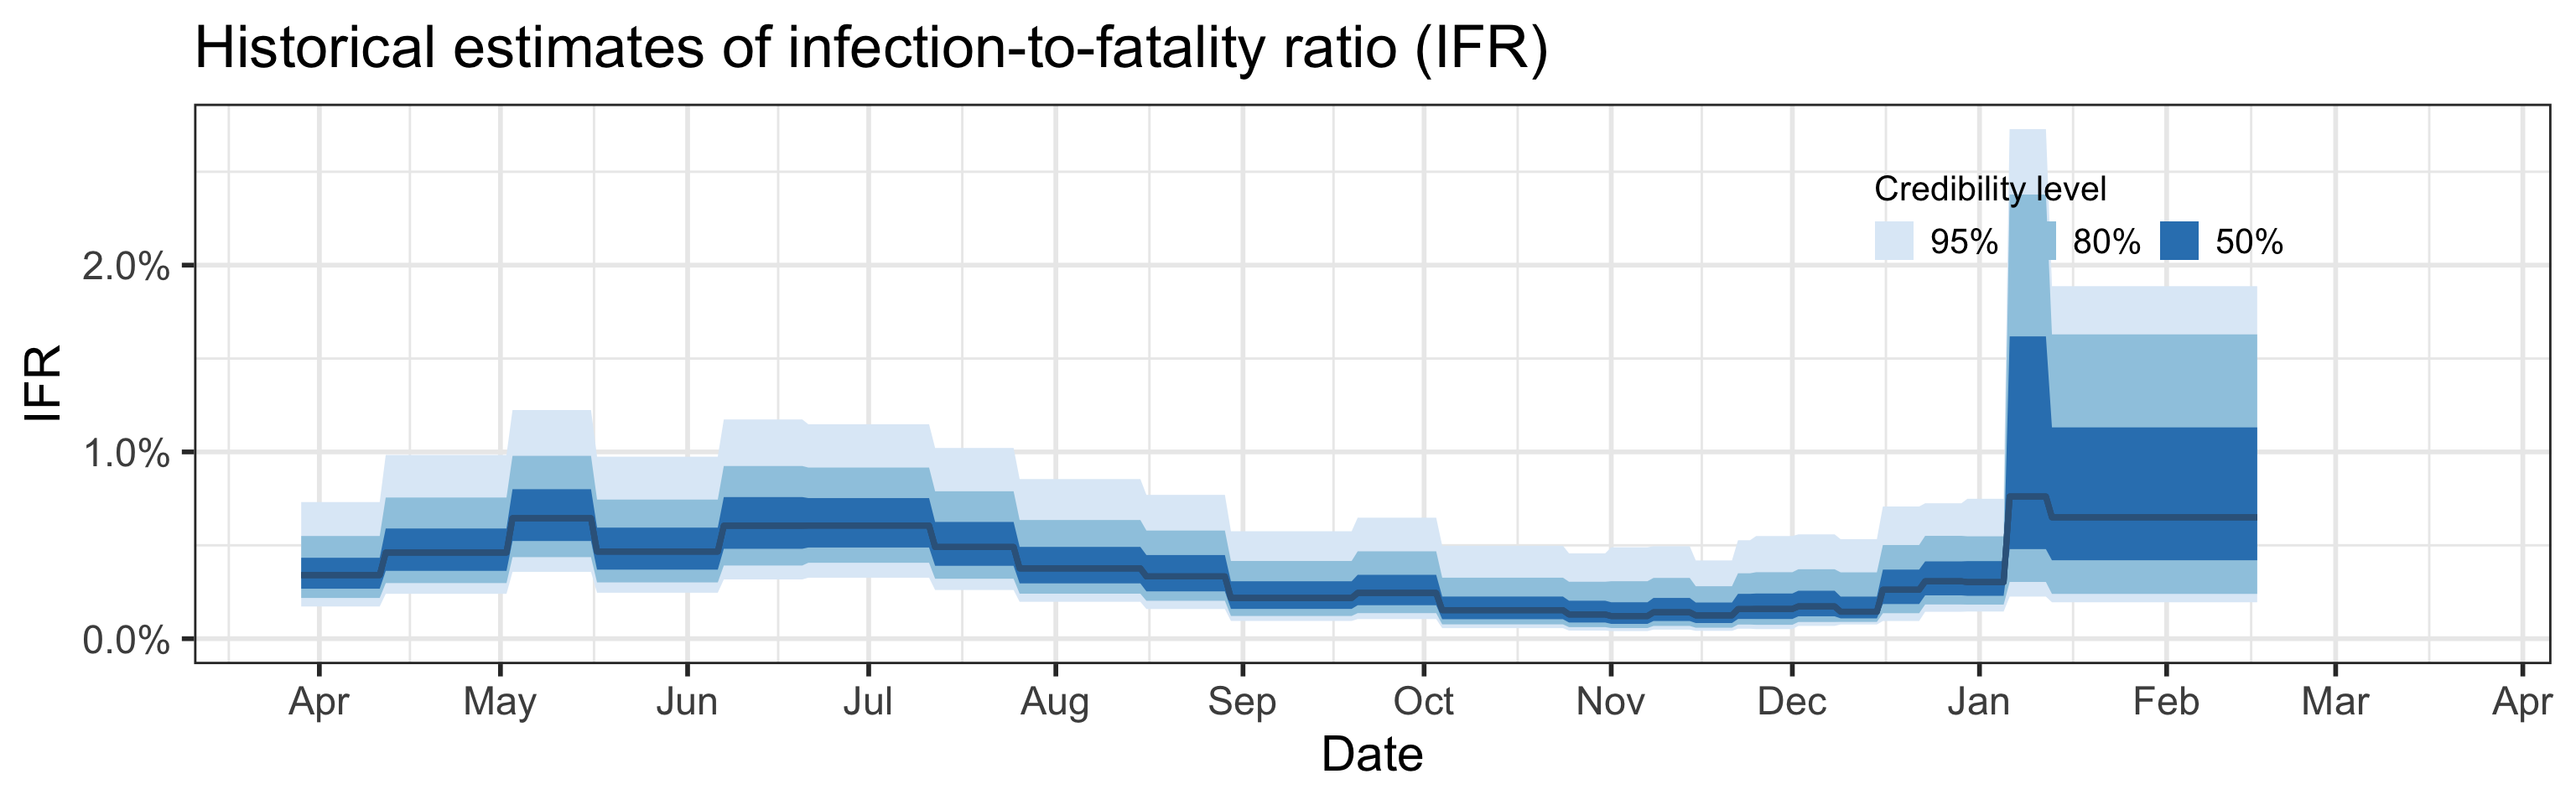 Historical estimates of infection-to-fatality ratio (IFR)
Credibility level
95% 80% 50%
2.0%
1.0%
0.0%
IFR
Apr May Jun Jul Aug Sep Oct Nov Dec Jan Feb Mar Apr
Date